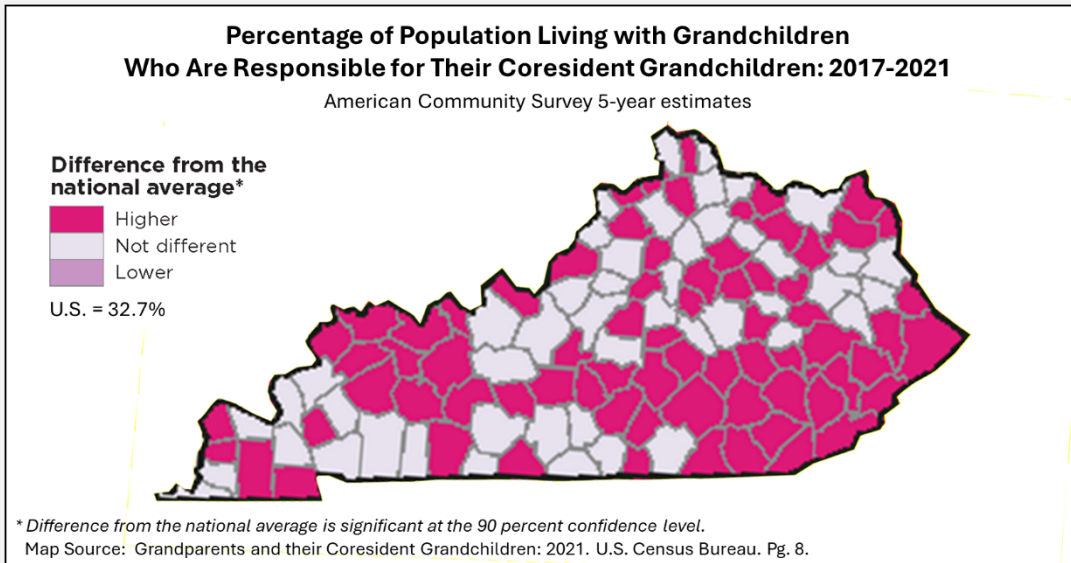 Percentage of Population Living with Grandchildren
Who Are Responsible for Their Coresident Grandchildren: 2017-2021
American Community Survey 5-year estimates
Difference from the
national average*
Higher
Not different
Lower
U.S. = 32.7%
* Difference from the national average is significant at the 90 percent confidence level.
Map Source: Grandparents and their Coresident Grandchildren: 2021. U.S. Census Bureau. Pg. 8.